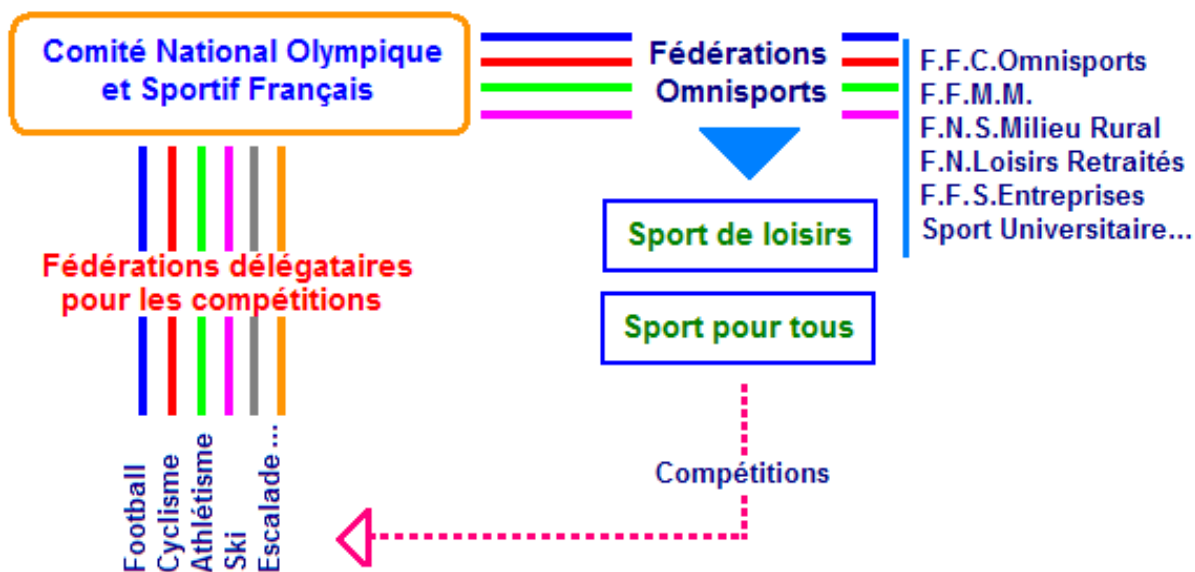 Comité National Olympique
et Sportif Français
Fédérations
Omnisports
F.F.C.Omnisports
F.F.M.M.
F.N.S.Milieu Rural
F.N.Loisirs Retraités
F.F.S.Entreprises
Sport Universitaire...
Sport de loisirs
Sport pour tous
Fédérations délégataires
pour les compétitions
Compétitions
Football
Cyclisme
Athlétisme
Ski
Escalade ...